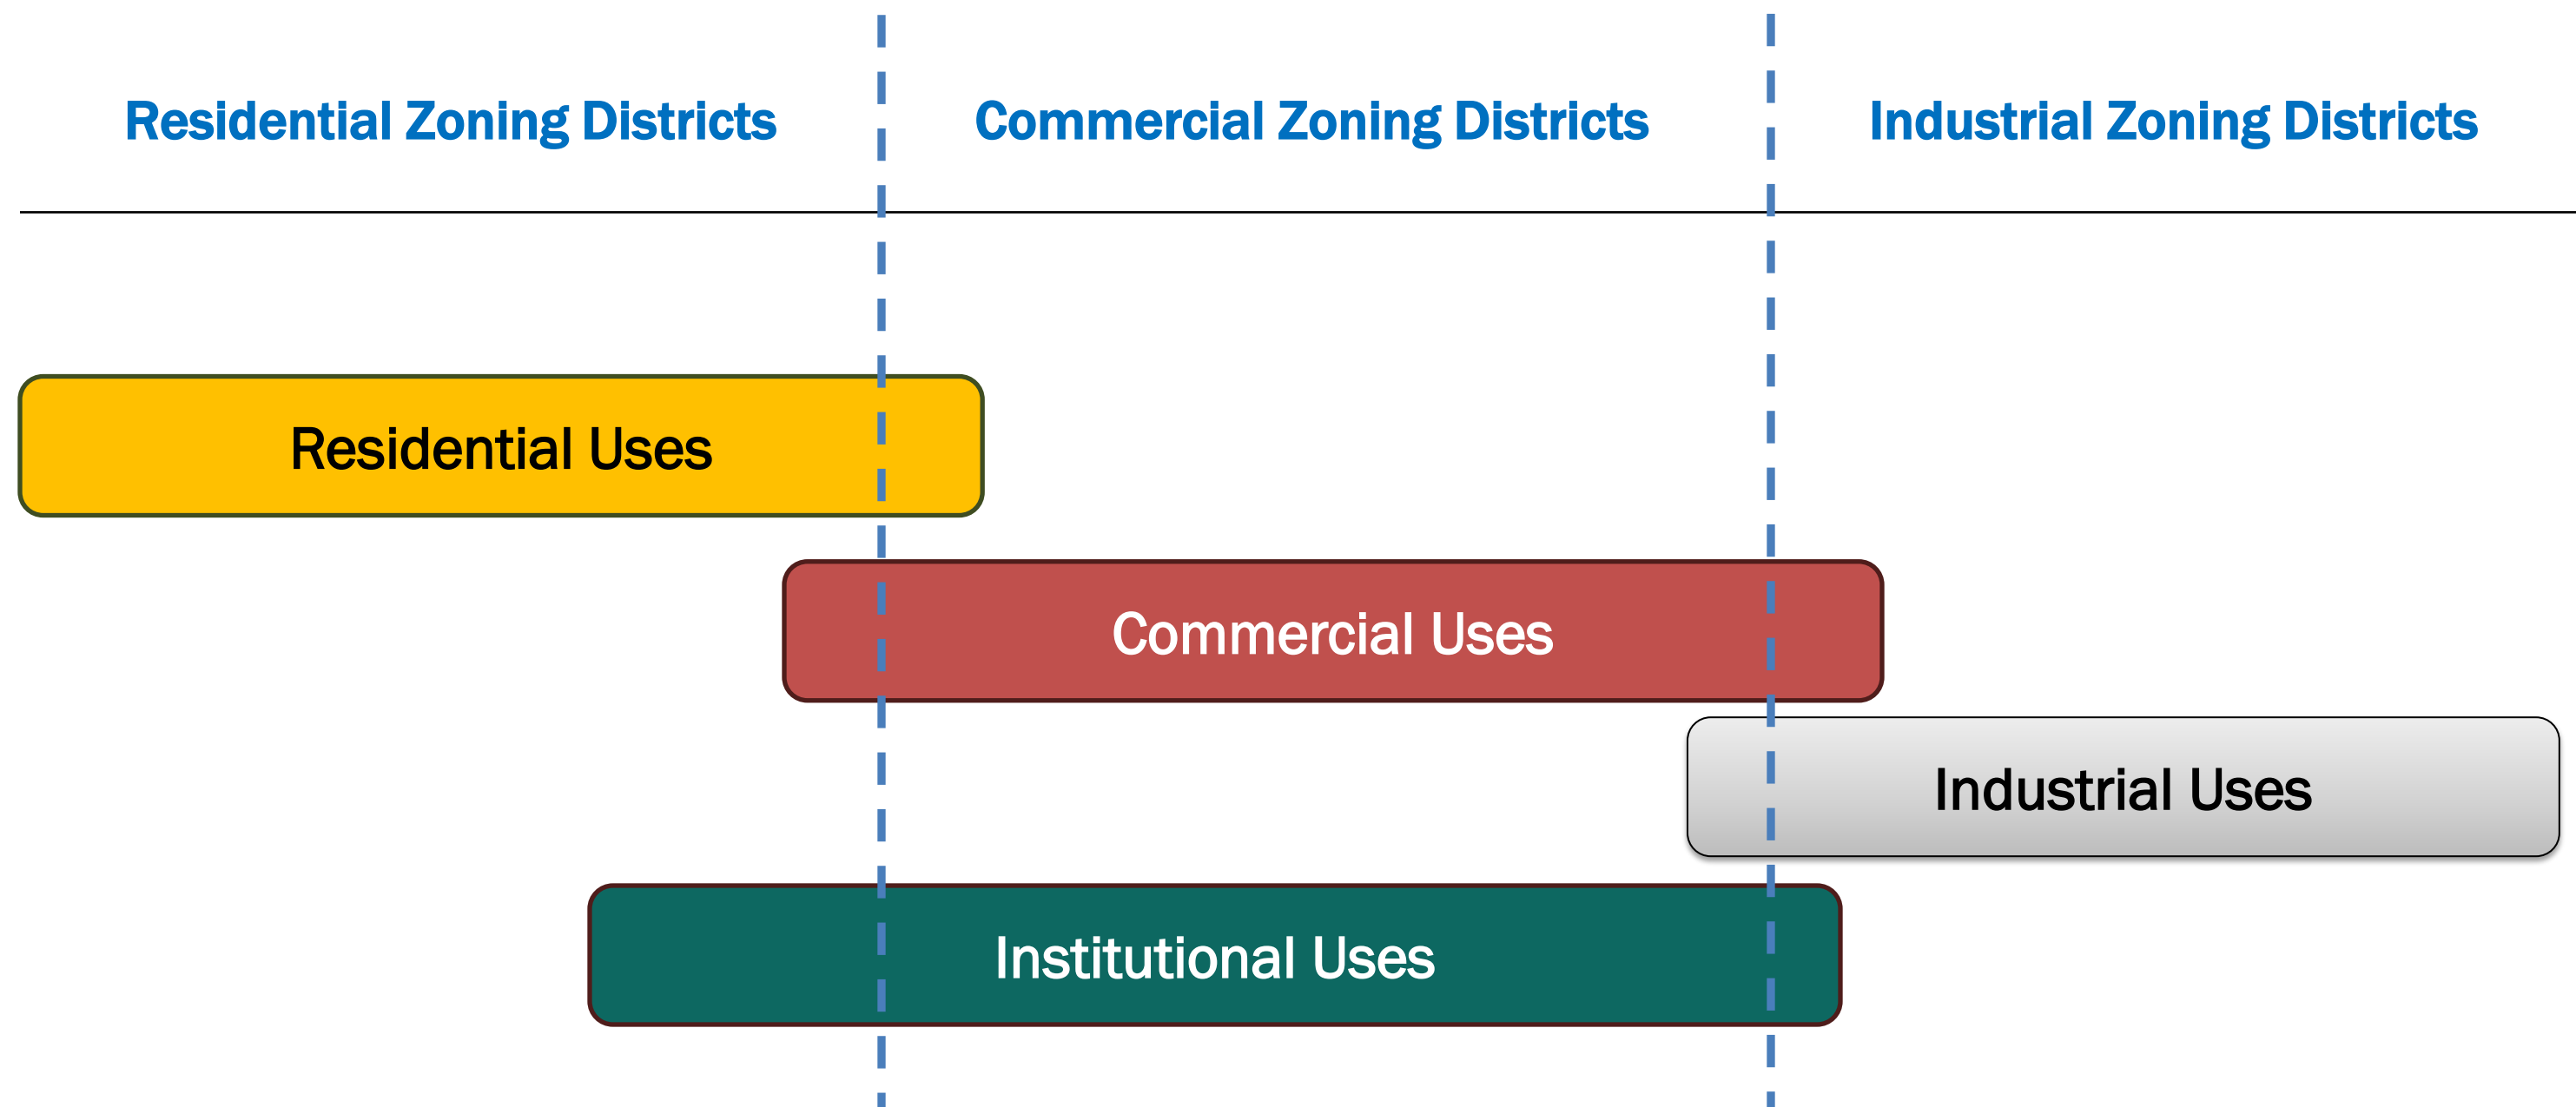 Residential Zoning Districts
Commercial Zoning Districts
Industrial Zoning Districts
Residential Uses
Commercial Uses
Industrial Uses
Institutional Uses